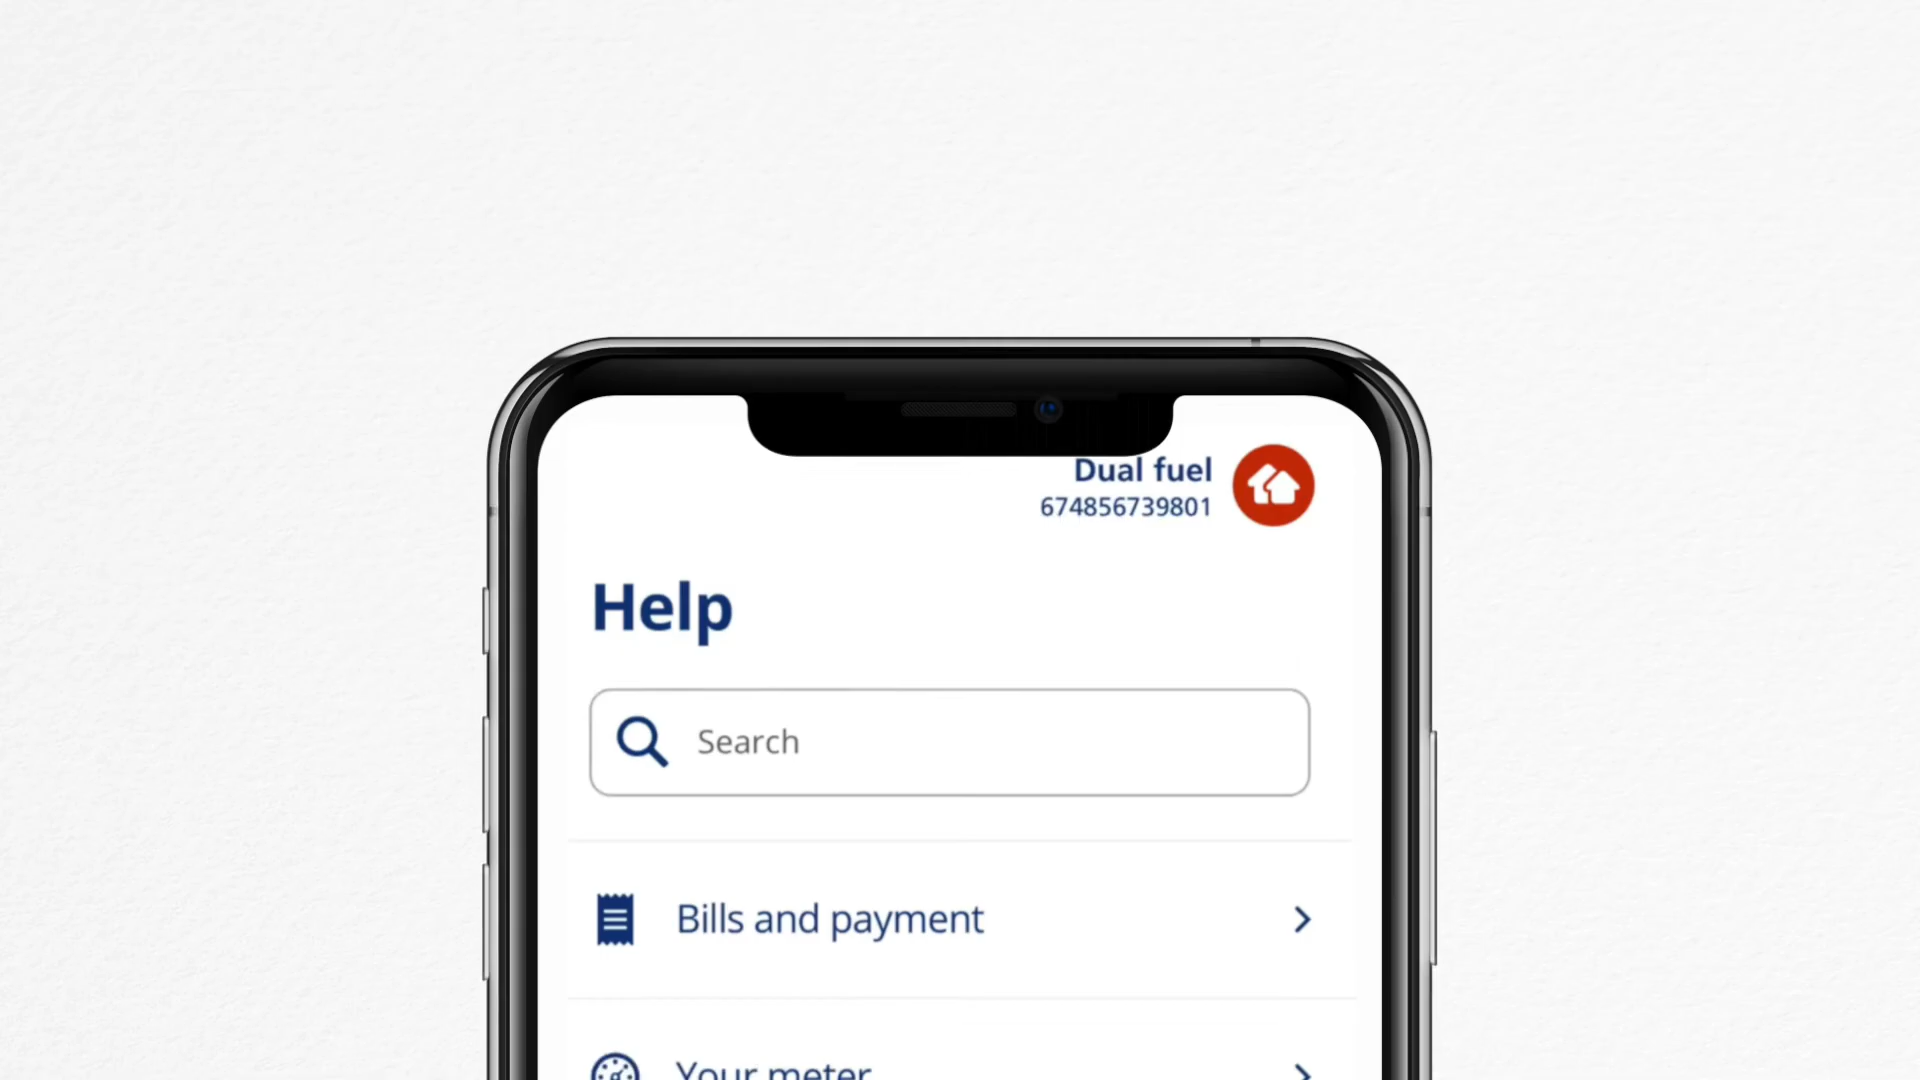 Dual fuel
674856739801
Help
Search
Bills and payment
Your meter